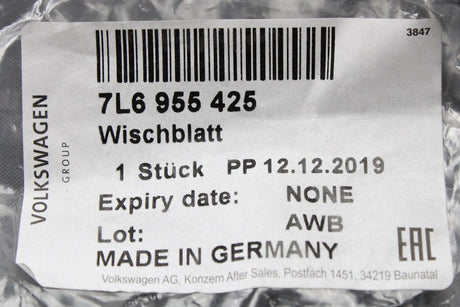 3847
VOLKSWAGEN
GROUP
7L6 955 425
Wischblatt
1 Stück PP 12.12.2019
Expiry date: NONE
Lot: AWB
MADE IN GERMANY
EAC
Volkswagen AG, Konzern After Sales, Postfach 1451, 34219 Baunatal